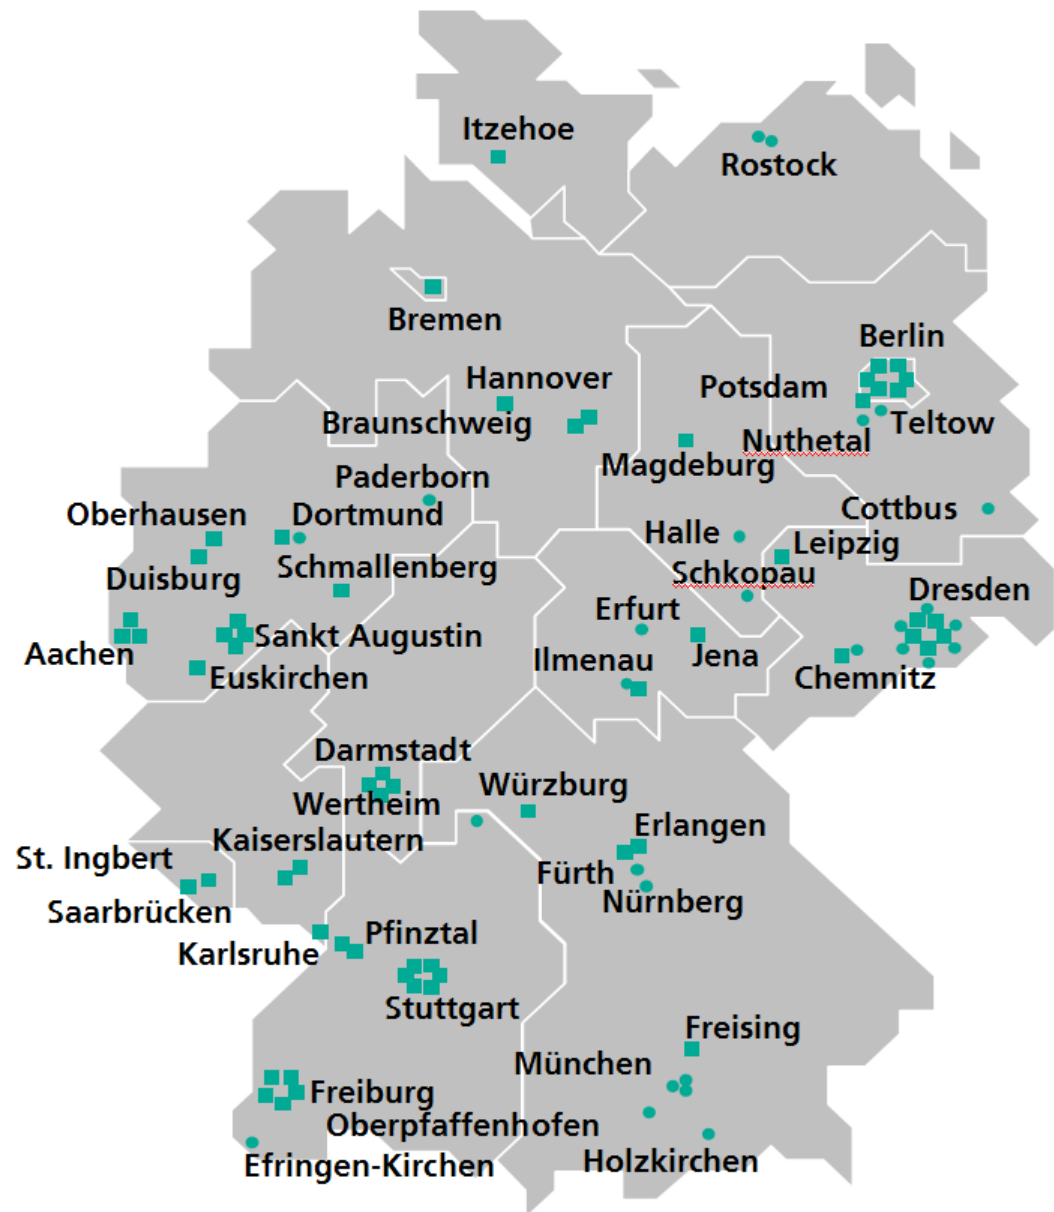 Itzehoe
Rostock
Bremen
Berlin
Hannover
Potsdam
Braunschweig
Teltow
Nuthetal
Magdeburg
Paderborn
Oberhausen
Dortmund
Cottbus
Halle
Leipzig
Duisburg
Schmallenberg
Schkopau
Dresden
Erfurt
Aachen
Sankt Augustin
Ilmenau
Jena
Euskirchen
Chemnitz
Darmstadt
Würzburg
Wertheim
Erlangen
Kaiserslautern
St. Ingbert
Fürth
Nürnberg
Saarbrücken
Pfinztal
Karlsruhe
Stuttgart
Freising
München
Freiburg
Oberpfaffenhofen
Holzkirchen
Efringen-Kirchen